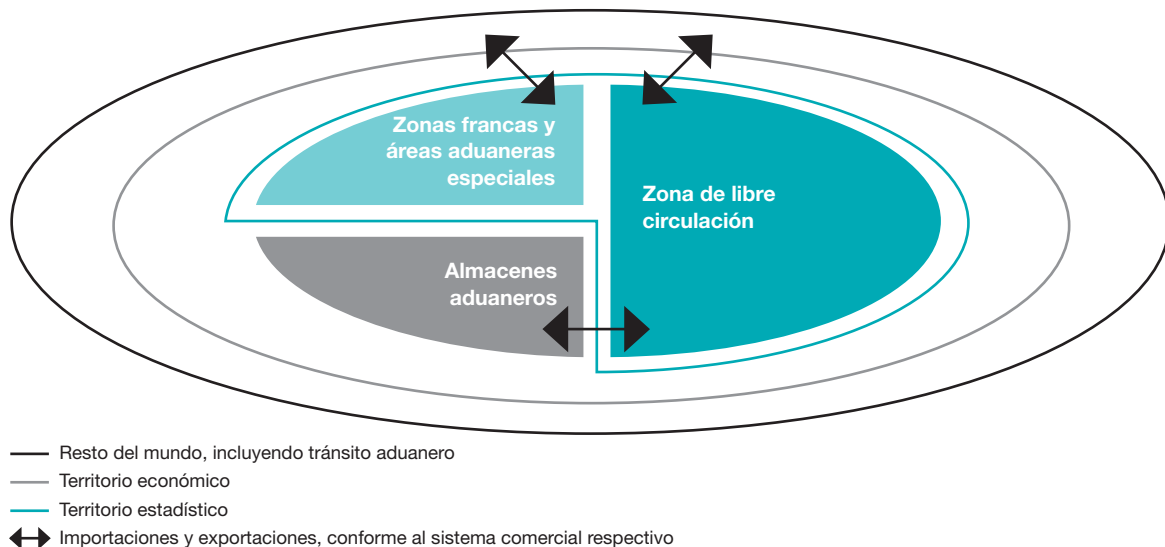 Zonas francas y
áreas aduaneras
especiales
Zona de libre
circulación
Almacenes
aduaneros
Resto del mundo, incluyendo tránsito aduanero
Territorio económico
Territorio estadístico
Importaciones y exportaciones, conforme al sistema comercial respectivo